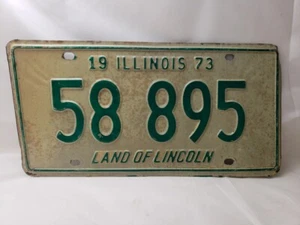 19 ILLINOIS 73
58 895
LAND OF LINCOLN